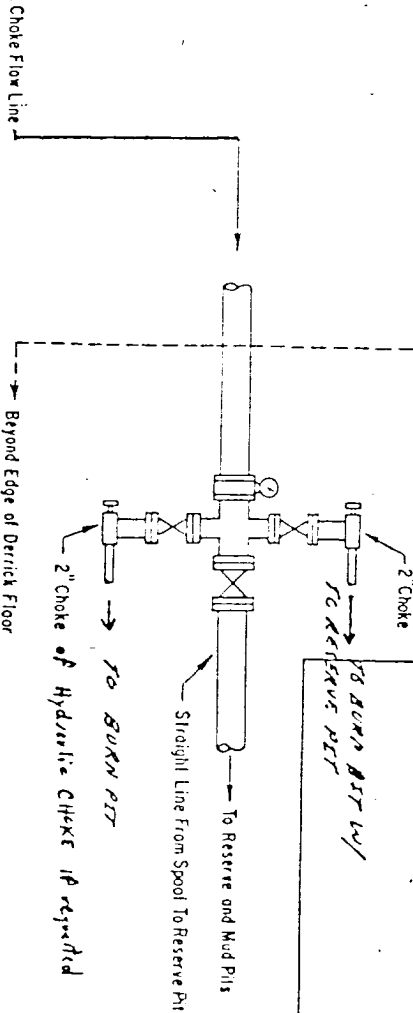 Choke Flow Line
Beyond Edge of Derrick Floor
2" Choke
TO BURN PIT W/
TO RESERVE PIT
To Reserve and Mud Pits
Straight Line From Spool To Reserve Pit
TO BURN PIT
2" Choke of Hydraulic CHOKE if requested